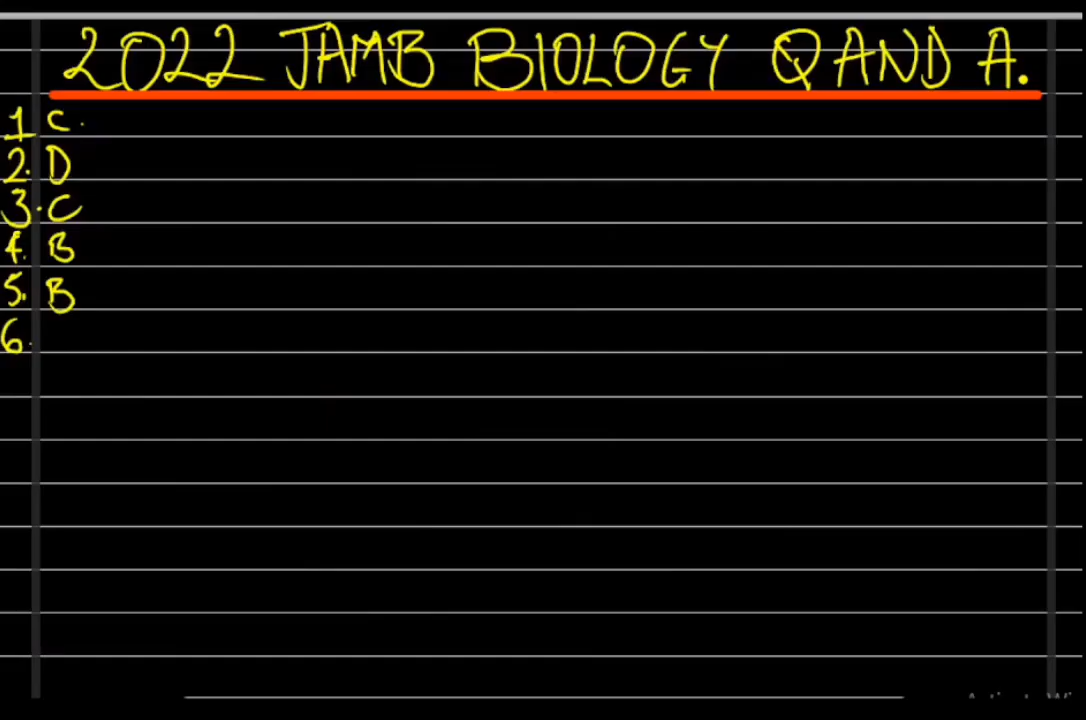 2022 JAMB BIOLOGY Q AND A.
1 C.
2. D
3. C
4. B
5. B
6.